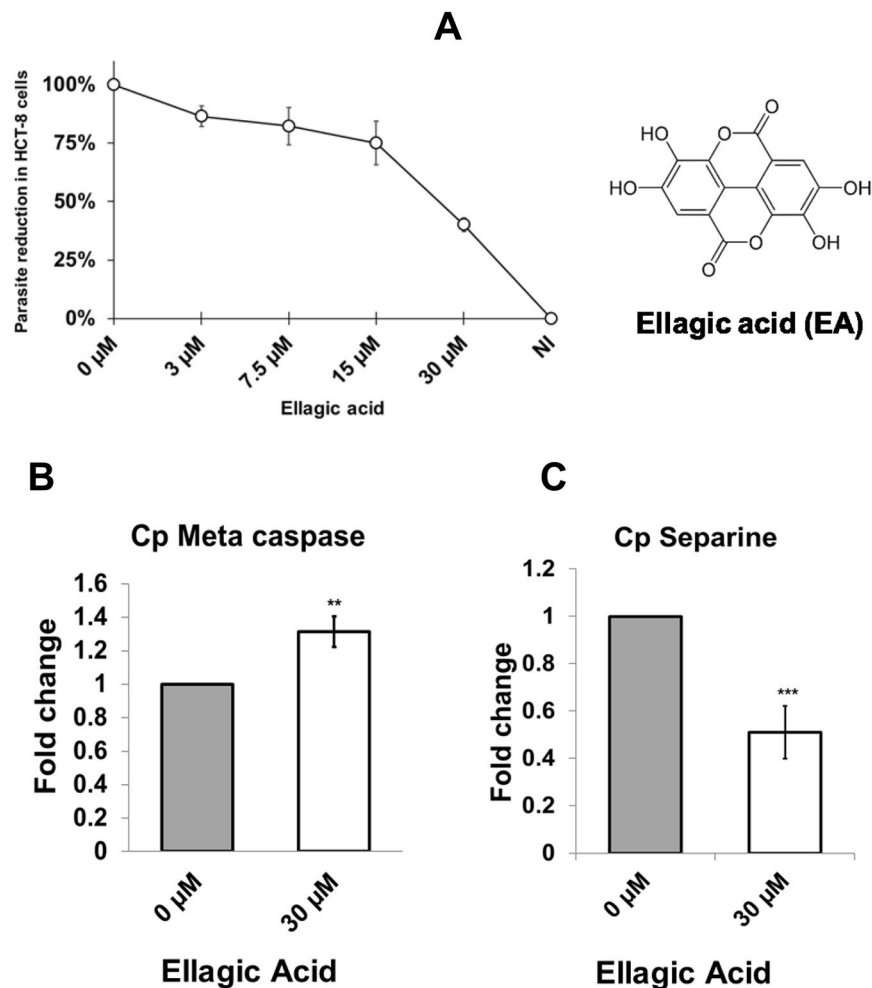 A
Parasite reduction in HCT-8 cells
100%
75%
50%
25%
0%
0 µM
3 µM
7.5 µM
15 µM
30 µM
NI
Ellagic acid
O
O
HO
HO
OH
OH
O
O
Ellagic acid (EA)
B
Cp Meta caspase
Fold change
1.6
1.4
1.2
1
0.8
0.6
0.4
0.2
0
**
0 µM
30 µM
Ellagic Acid
C
Cp Separine
Fold change
1.2
1
0.8
0.6
0.4
0.2
0
***
0 µM
30 µM
Ellagic Acid